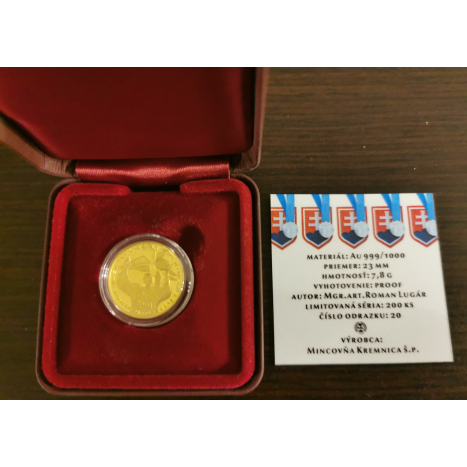 Materiál: Au 999/1000
Priemer: 23 mm
Hmotnosť: 7,8 g
Vyhotovenie: proof
Autor: Mgr.art.Roman Lugár
Limitovaná séria: 200 ks
Číslo odrazku: 20
Výrobca:
Mincovňa Kremnica š.p.